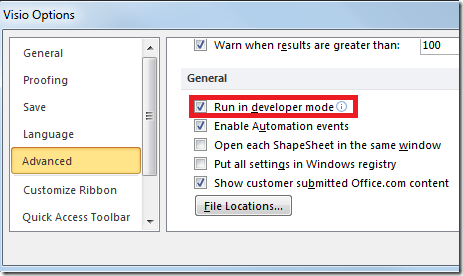 Visio Options
General
Proofing
Save
Language
Advanced
Customize Ribbon
Quick Access Toolbar
Warn when results are greater than: 100
General
Run in developer mode
Enable Automation events
Open each ShapeSheet in the same window
Put all settings in Windows registry
Show customer submitted Office.com content
File Locations...